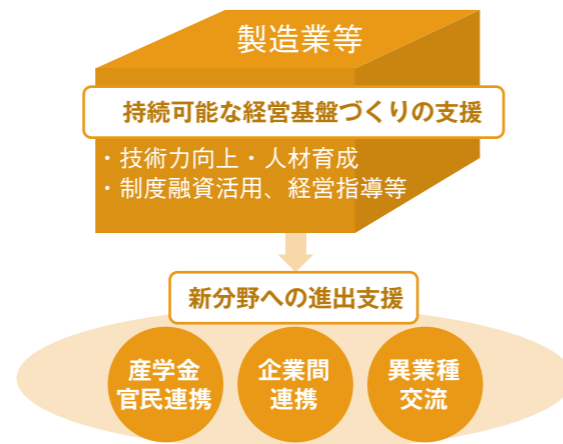 製造業等
持続可能な経営基盤づくりの支援
・技術力向上・人材育成
・制度融資活用、経営指導等
新分野への進出支援
産学金
官民連携
企業間
連携
異業種
交流